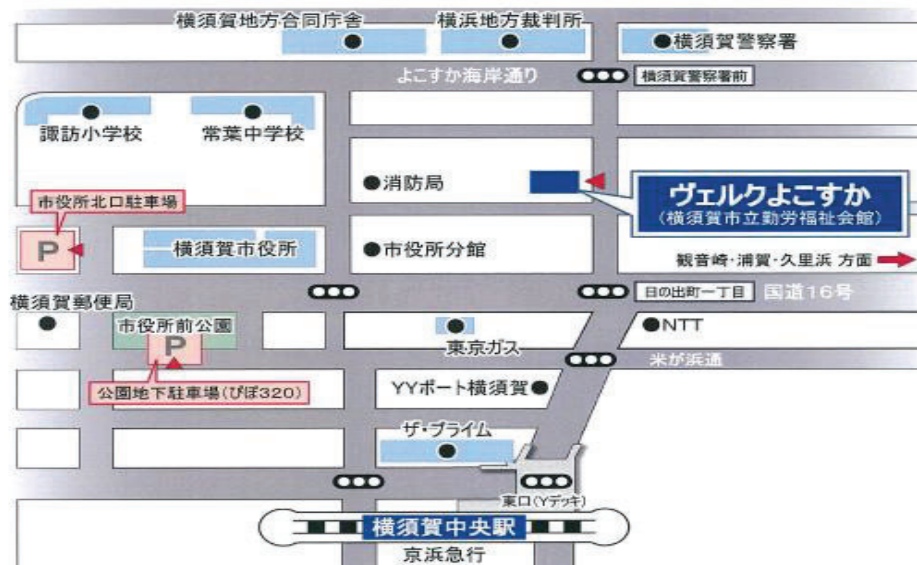 横須賀地方合同庁舎
横浜地方裁判所
横須賀警察署
よこすか海岸通り
横須賀警察署前
諏訪小学校
常葉中学校
消防局
ヴェルクよこすか
(横須賀市立勤労福祉会館)
市役所北口駐車場
P
横須賀市役所
市役所分館
観音崎・浦賀・久里浜 方面
横須賀郵便局
日の出町一丁目
国道16号
市役所前公園
P
東京ガス
NTT
米が浜通
公園地下駐車場(ぴぽ320)
YYポート横須賀
ザ・プライム
東口(Yデッキ)
横須賀中央駅
京浜急行